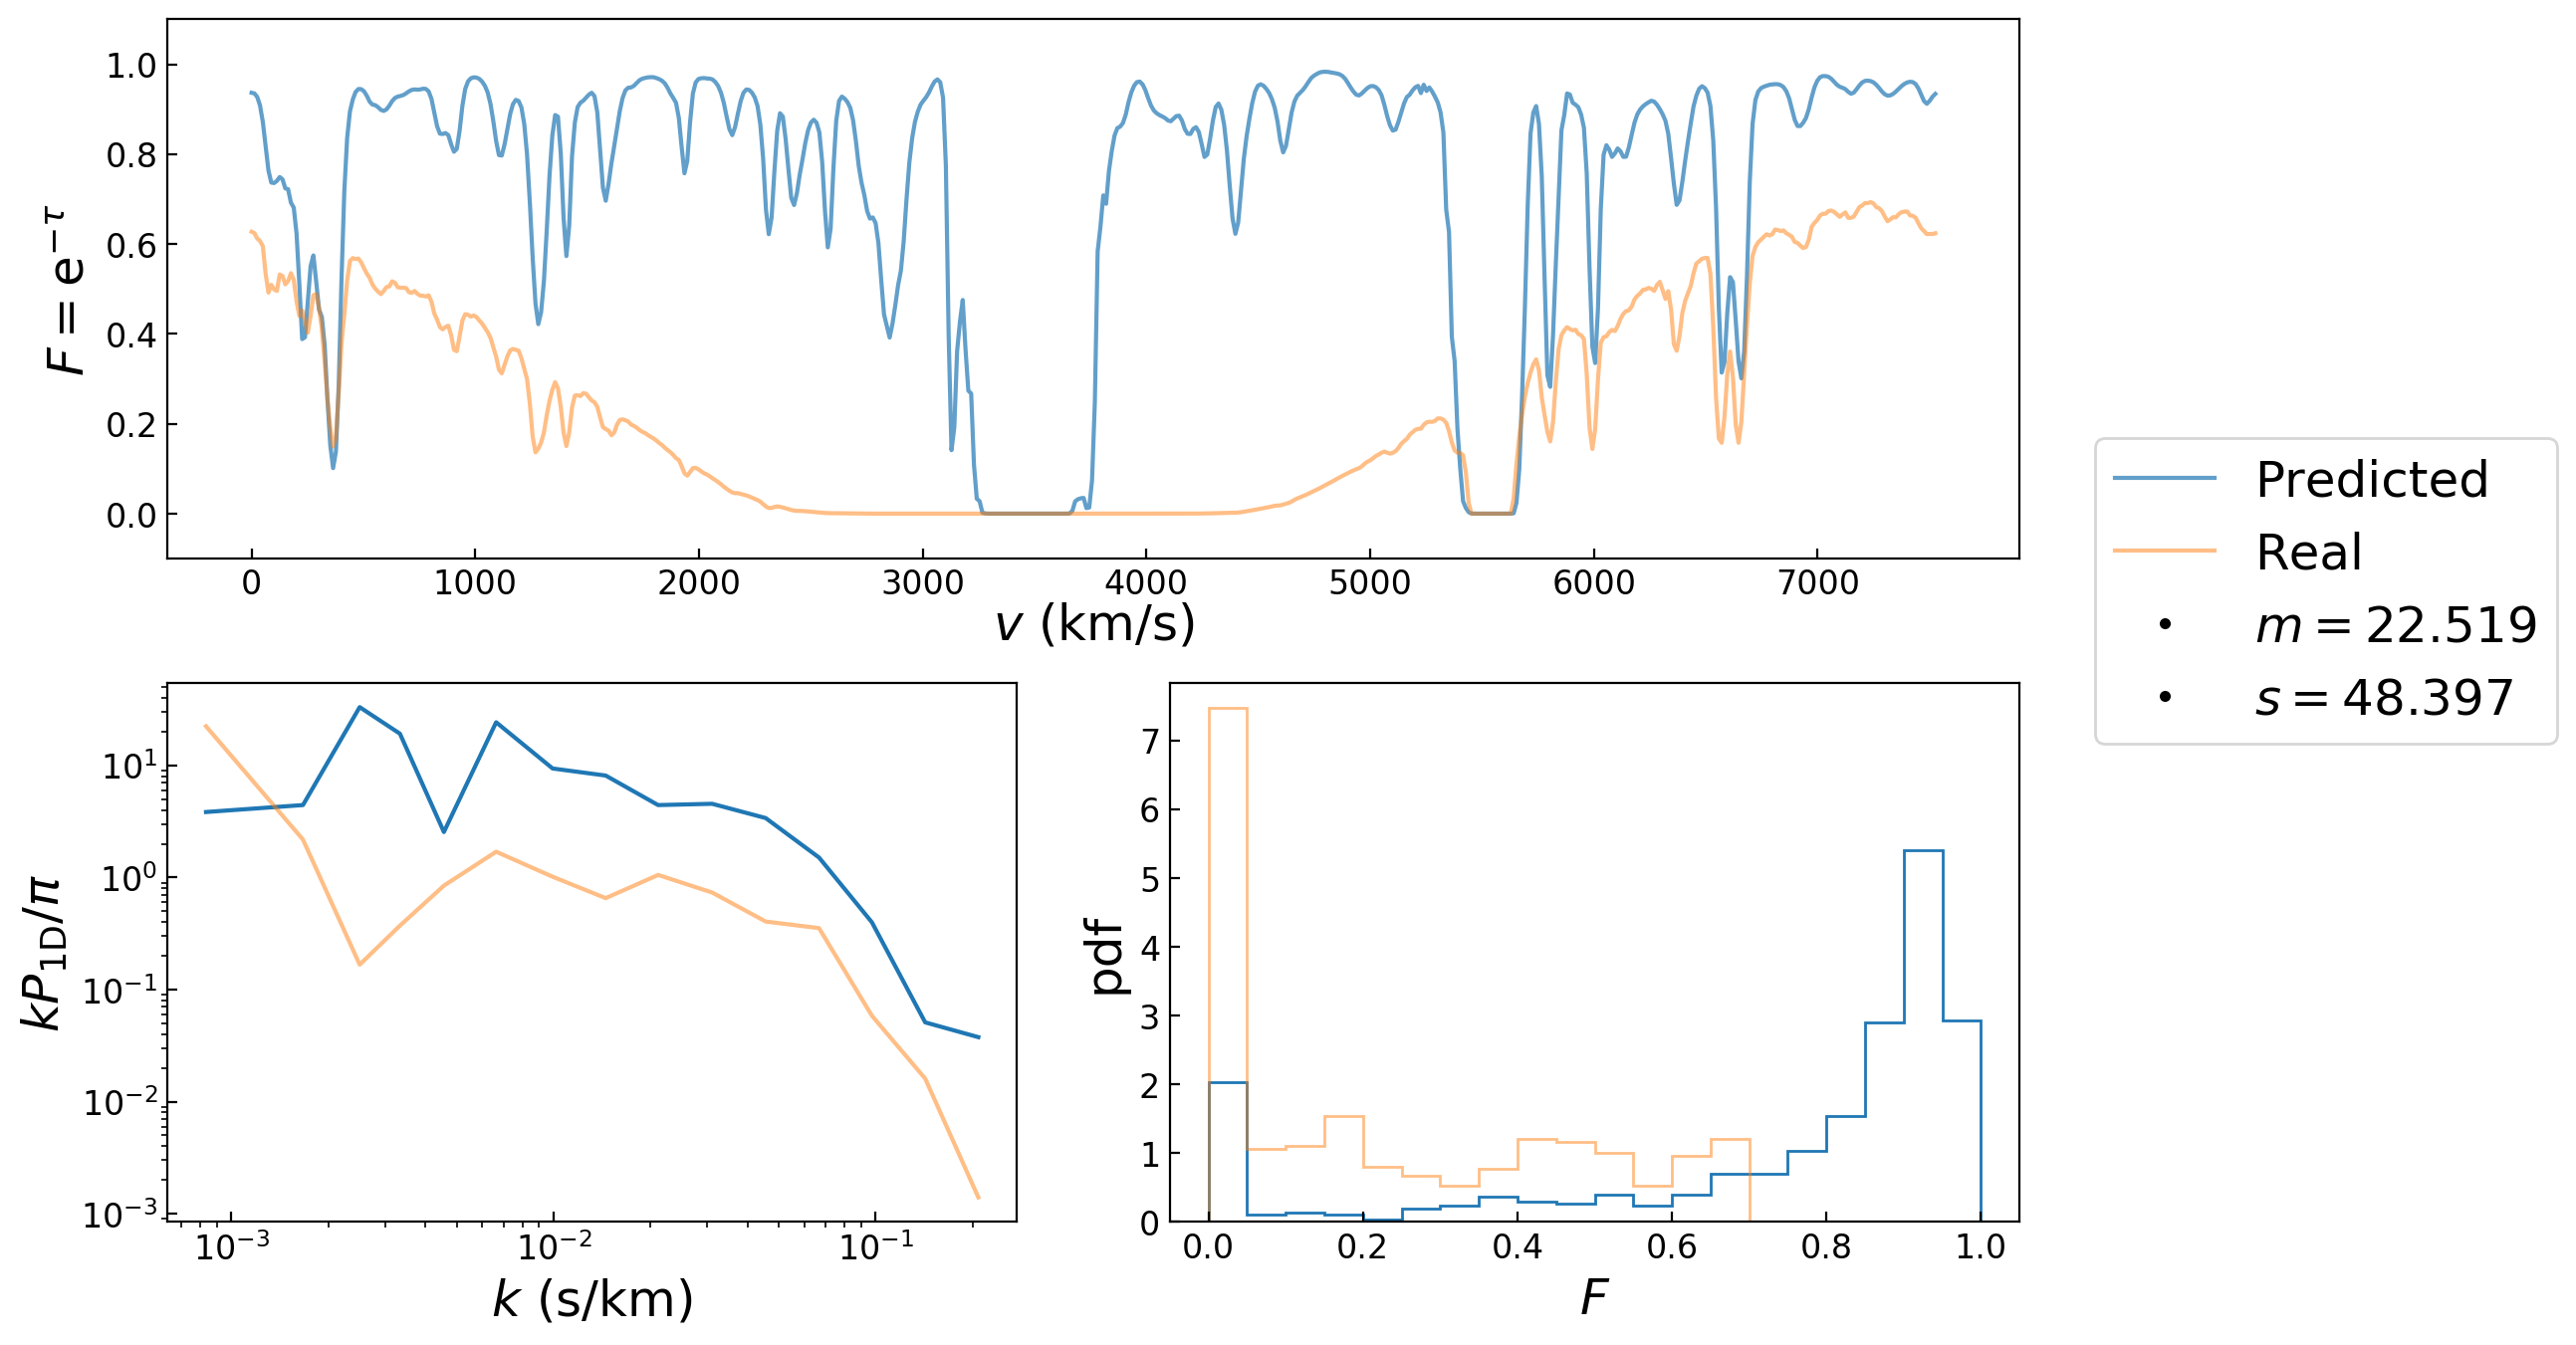 1.0
0.8
0.6
0.4
0.2
0.0
F = e^{−τ}
0 1000 2000 3000 4000 5000 6000 7000
v (km/s)
Predicted
Real
m = 22.519
s = 48.397
10^1
10^0
10^{−1}
10^{−2}
10^{−3}
kP_{1D}/π
10^{−3} 10^{−2} 10^{−1}
k (s/km)
7
6
5
4
3
2
1
0
pdf
0.0 0.2 0.4 0.6 0.8 1.0
F